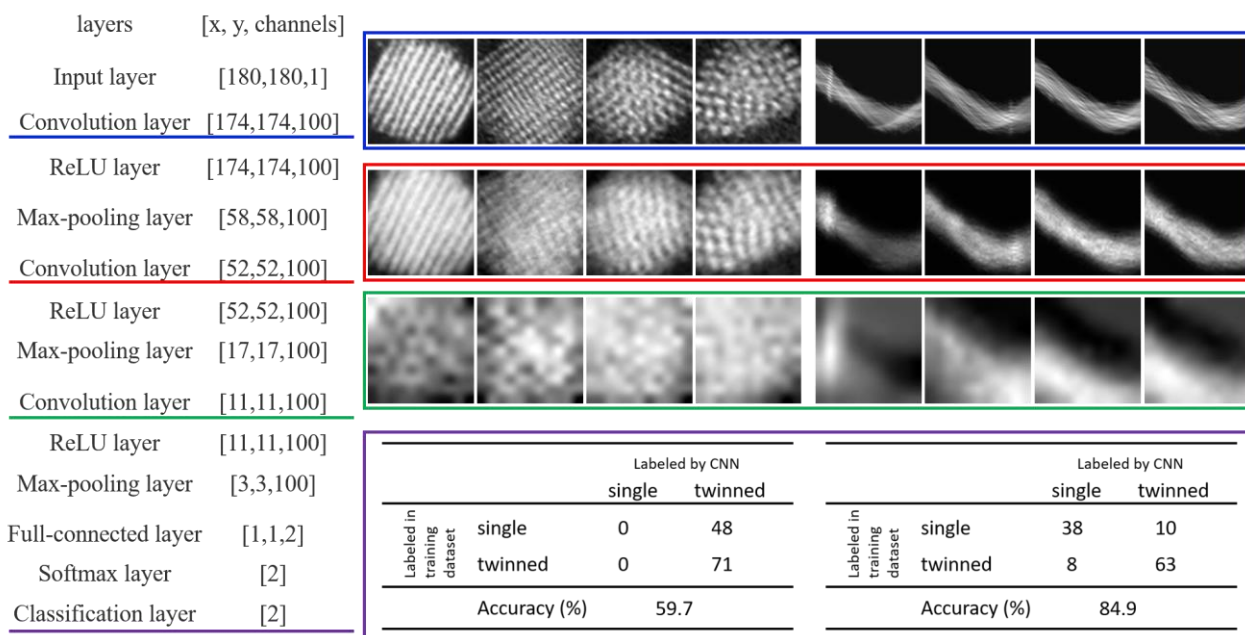 layers [x, y, channels]
Input layer [180,180,1]
Convolution layer [174,174,100]
ReLU layer [174,174,100]
Max-pooling layer [58,58,100]
Convolution layer [52,52,100]
ReLU layer [52,52,100]
Max-pooling layer [17,17,100]
Convolution layer [11,11,100]
ReLU layer [11,11,100]
Max-pooling layer [3,3,100]
Full-connected layer [1,1,2]
Softmax layer [2]
Classification layer [2]
Labeled by CNN
single twinned
Labeled in
training
dataset
single 0 48
twinned 0 71
Accuracy (%) 59.7
Labeled by CNN
single twinned
Labeled in
training
dataset
single 38 10
twinned 8 63
Accuracy (%) 84.9